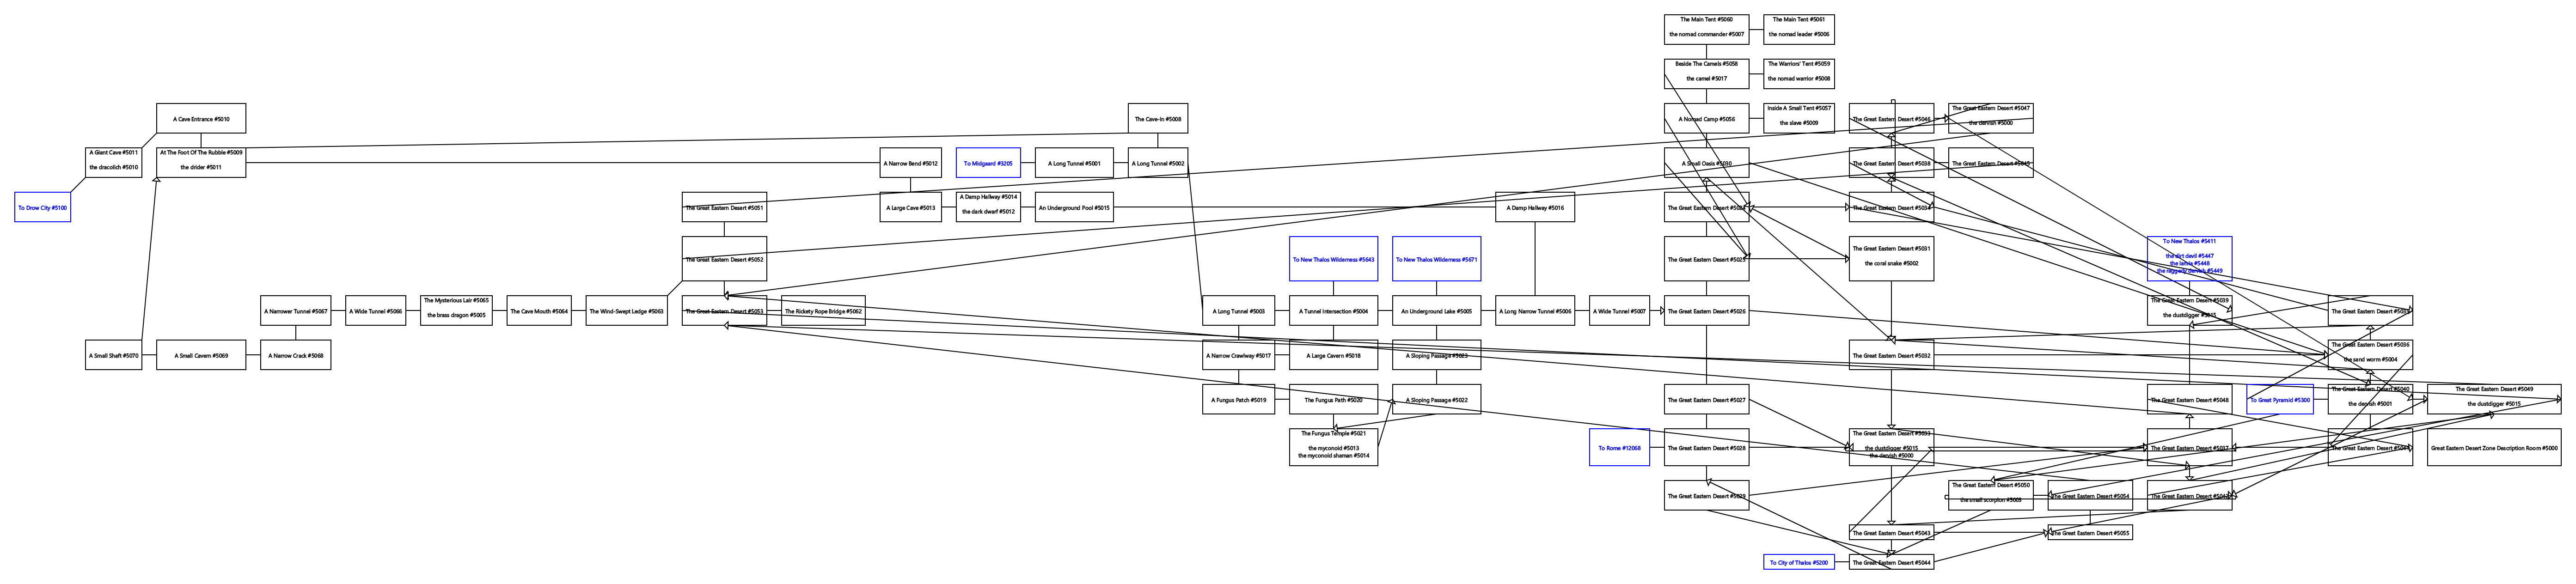 The Main Tent #5060
the nomad commander #5007
The Main Tent #5061
the nomad leader #5006
Beside The Camels #5058
the camel #5017
The Warriors' Tent #5059
the nomad warrior #5008
A Cave Entrance #5010
The Cave-In #5008
A Nomad Camp #5056
Inside A Small Tent #5057
the slave #5009
The Great Eastern Desert #5046
The Great Eastern Desert #5047
the dervish #5000
A Giant Cave #5011
the dracolich #5010
At The Foot Of The Rubble #5009
the drider #5011
A Narrow Bend #5012
To Midgaard #3205
A Long Tunnel #5001
A Long Tunnel #5002
A Small Oasis #5030
The Great Eastern Desert #5038
The Great Eastern Desert #5045
To Drow City #5100
The Great Eastern Desert #5051
A Large Cave #5013
A Damp Hallway #5014
the dark dwarf #5012
An Underground Pool #5015
A Damp Hallway #5016
The Great Eastern Desert #5024
The Great Eastern Desert #5034
The Great Eastern Desert #5052
To New Thalos Wilderness #5643
To New Thalos Wilderness #5671
The Great Eastern Desert #5025
The Great Eastern Desert #5031
the coral snake #5002
To New Thalos #5411
the dirt devil #5447
the lamia #5448
the raggedy dervish #5449
A Narrower Tunnel #5067
A Wide Tunnel #5066
The Mysterious Lair #5065
the brass dragon #5005
The Cave Mouth #5064
The Wind-Swept Ledge #5063
The Great Eastern Desert #5053
The Rickety Rope Bridge #5062
A Long Tunnel #5003
A Tunnel Intersection #5004
An Underground Lake #5005
A Long Narrow Tunnel #5006
A Wide Tunnel #5007
The Great Eastern Desert #5026
The Great Eastern Desert #5039
the dustdigger #5015
The Great Eastern Desert #5035
A Small Shaft #5070
A Small Cavern #5069
A Narrow Crack #5068
A Narrow Crawlway #5017
A Large Cavern #5018
A Sloping Passage #5023
The Great Eastern Desert #5032
The Great Eastern Desert #5036
the sand worm #5004
A Fungus Patch #5019
The Fungus Path #5020
A Sloping Passage #5022
The Great Eastern Desert #5027
The Great Eastern Desert #5048
To Great Pyramid #5300
The Great Eastern Desert #5040
the dervish #5001
The Great Eastern Desert #5049
the dustdigger #5015
The Fungus Temple #5021
the myconoid #5013
the myconoid shaman #5014
To Rome #12068
The Great Eastern Desert #5028
The Great Eastern Desert #5033
the dustdigger #5015
the dervish #5000
The Great Eastern Desert #5037
The Great Eastern Desert
Great Eastern Desert Zone Description Room #5000
The Great Eastern Desert #5029
The Great Eastern Desert #5050
the small scorpion #5003
The Great Eastern Desert #5054
The Great Eastern Desert
The Great Eastern Desert #5043
The Great Eastern Desert #5055
To City of Thalos #5200
The Great Eastern Desert #5044